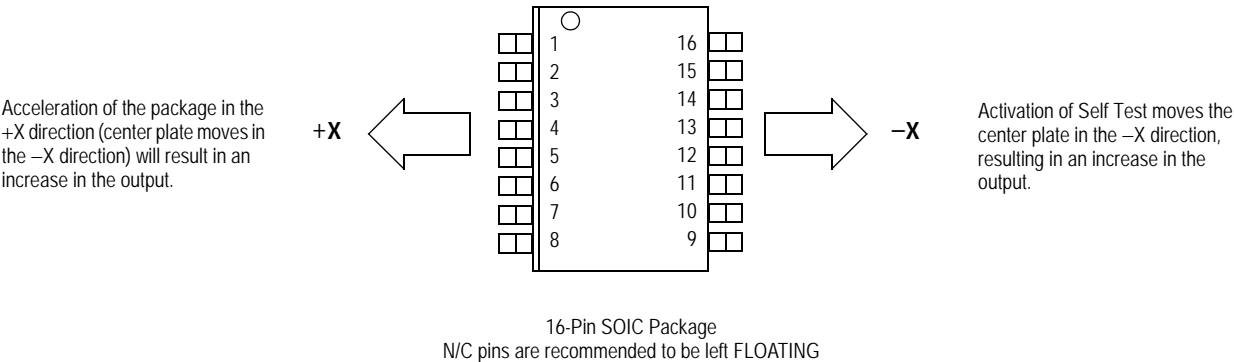 Acceleration of the package in the
+X direction (center plate moves in
the –X direction) will result in an
increase in the output.
+X
1
2
3
4
5
6
7
8
16
15
14
13
12
11
10
9
–X
Activation of Self Test moves the
center plate in the –X direction,
resulting in an increase in the
output.
16-Pin SOIC Package
N/C pins are recommended to be left FLOATING